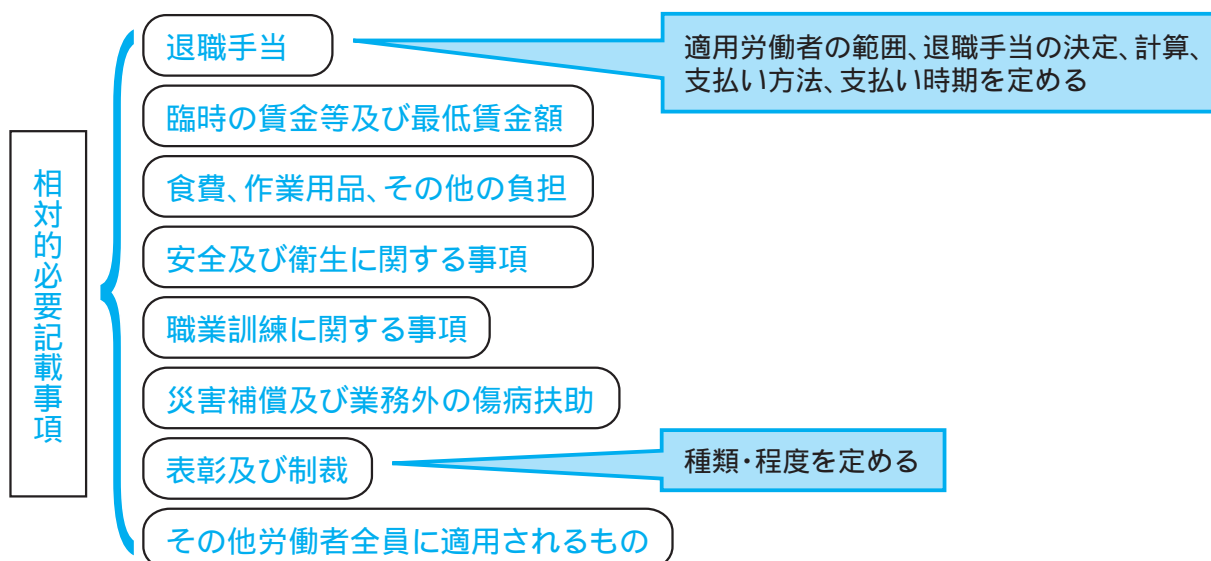 相対的必要記載事項
退職手当
適用労働者の範囲、退職手当の決定、計算、
支払い方法、支払い時期を定める
臨時の賃金等及び最低賃金額
食費、作業用品、その他の負担
安全及び衛生に関する事項
職業訓練に関する事項
災害補償及び業務外の傷病扶助
表彰及び制裁
種類・程度を定める
その他労働者全員に適用されるもの